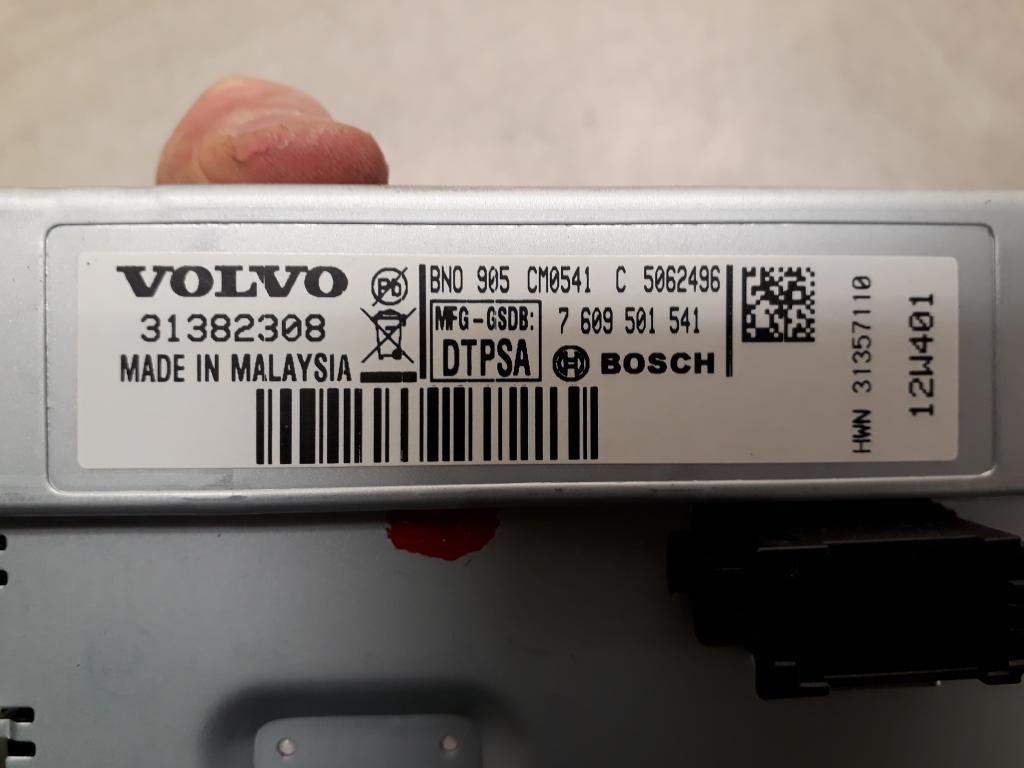 VOLVO
31382308
MADE IN MALAYSIA
Pb
BNO 905 CM0541 C 5062496
MFG-GSDB: 7 609 501 541
DTPSA BOSCH
HWN 31357110
12W401